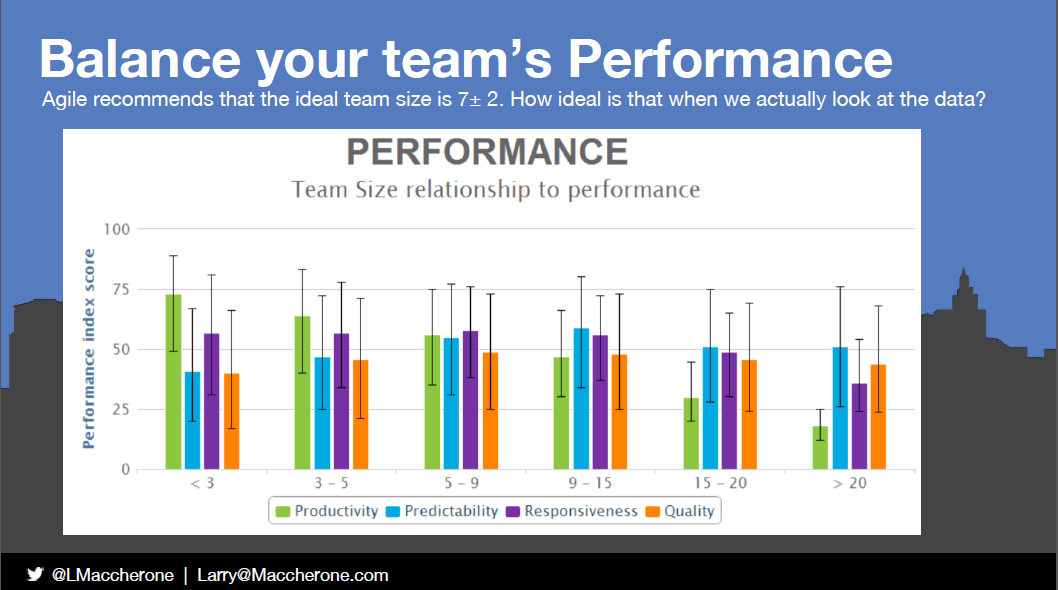 Balance your team's Performance
Agile recommends that the ideal team size is 7± 2. How ideal is that when we actually look at the data?
PERFORMANCE
Team Size relationship to performance
Performance index score
100
75
50
25
0
< 3
3 – 5
5 – 9
9 – 15
15 – 20
> 20
Productivity Predictability Responsiveness Quality
@LMaccherone | Larry@Maccherone.com